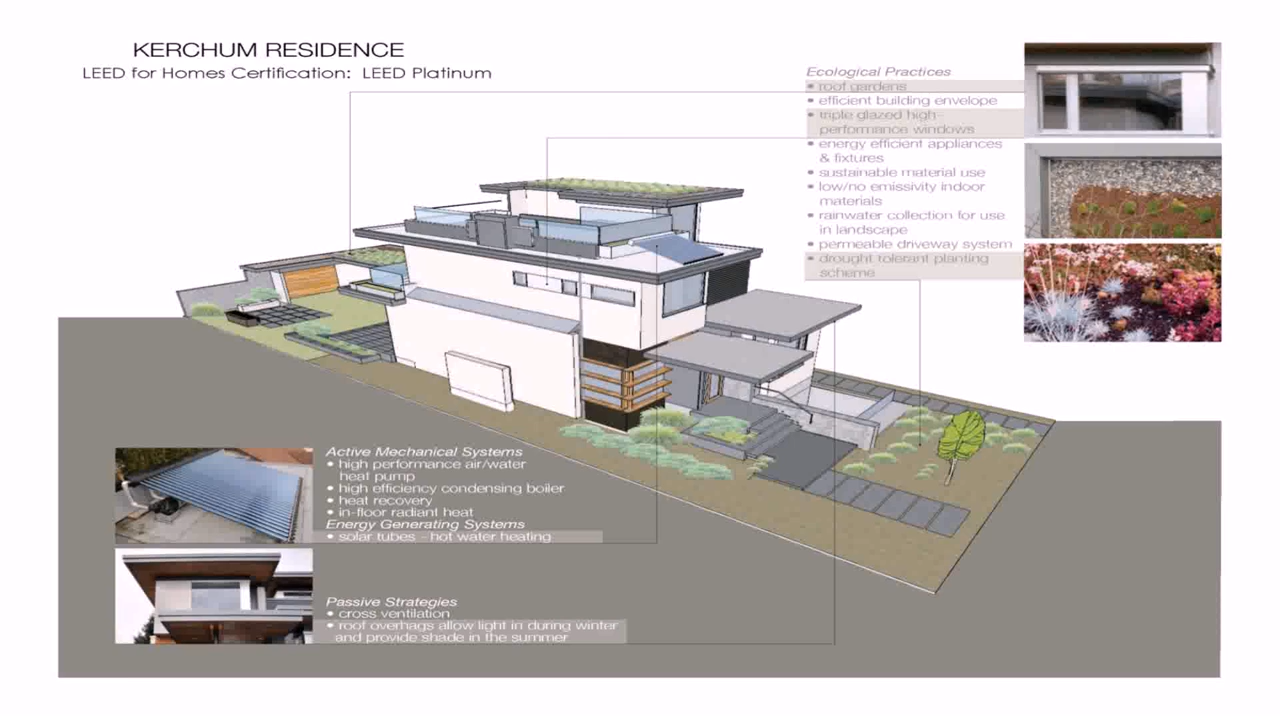 KERCHUM RESIDENCE
LEED for Homes Certification: LEED Platinum
Ecological Practices
• roof gardens
• efficient building envelope
• triple glazed high-
performance windows
• energy efficient appliances
& fixtures
• sustainable material use
• low/no emissivity indoor
materials
• rainwater collection for use
in landscape
• permeable driveway system
• drought tolerant planting
scheme
Active Mechanical Systems
• high performance air/water
heat pump
• high efficiency condensing boiler
• heat recovery
• in-floor radiant heat
Energy Generating Systems
• solar tubes - hot water heating
Passive Strategies
• cross ventilation
• roof overhags allow light in during winter
and provide shade in the summer